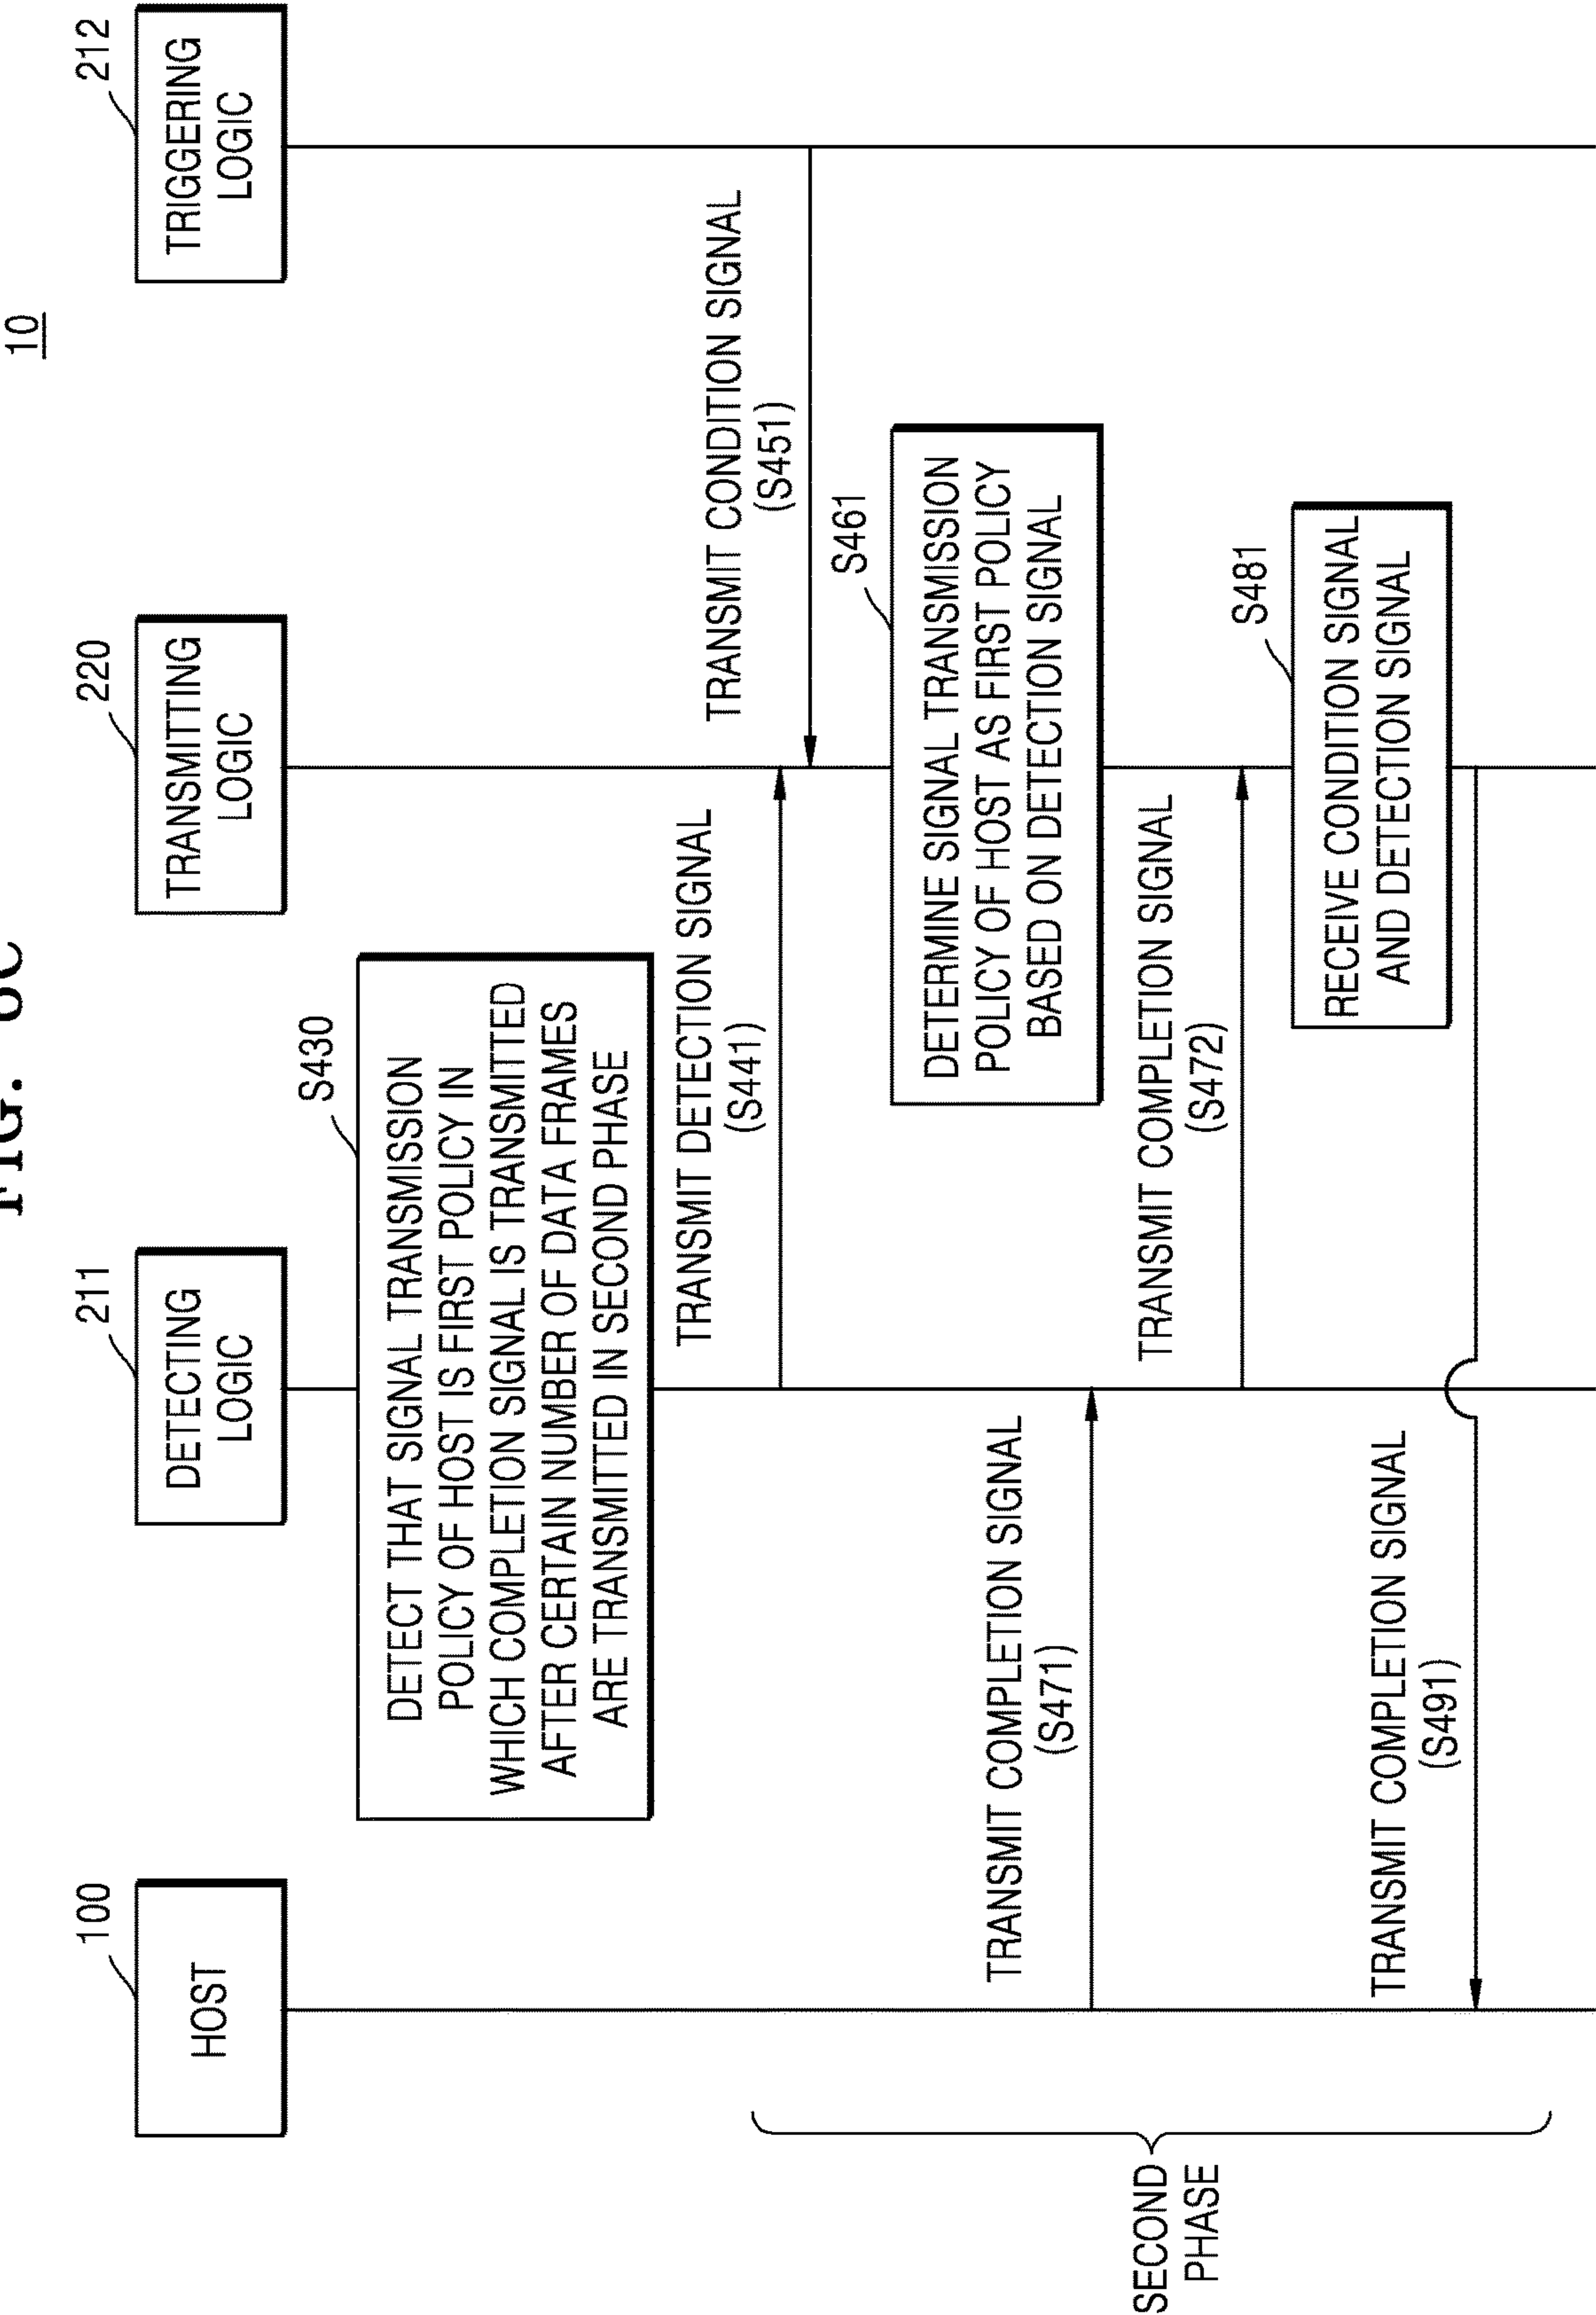 10
100
HOST
211
DETECTING
LOGIC
220
TRANSMITTING
LOGIC
212
TRIGGERING
LOGIC
S430
DETECT THAT SIGNAL TRANSMISSION
POLICY OF HOST IS FIRST POLICY IN
WHICH COMPLETION SIGNAL IS TRANSMITTED
AFTER CERTAIN NUMBER OF DATA FRAMES
ARE TRANSMITTED IN SECOND PHASE
TRANSMIT DETECTION SIGNAL
(S441)
TRANSMIT CONDITION SIGNAL
(S451)
S461
DETERMINE SIGNAL TRANSMISSION
POLICY OF HOST AS FIRST POLICY
BASED ON DETECTION SIGNAL
TRANSMIT COMPLETION SIGNAL
(S471)
TRANSMIT COMPLETION SIGNAL
(S472)
S481
RECEIVE CONDITION SIGNAL
AND DETECTION SIGNAL
TRANSMIT COMPLETION SIGNAL
(S491)
SECOND
PHASE